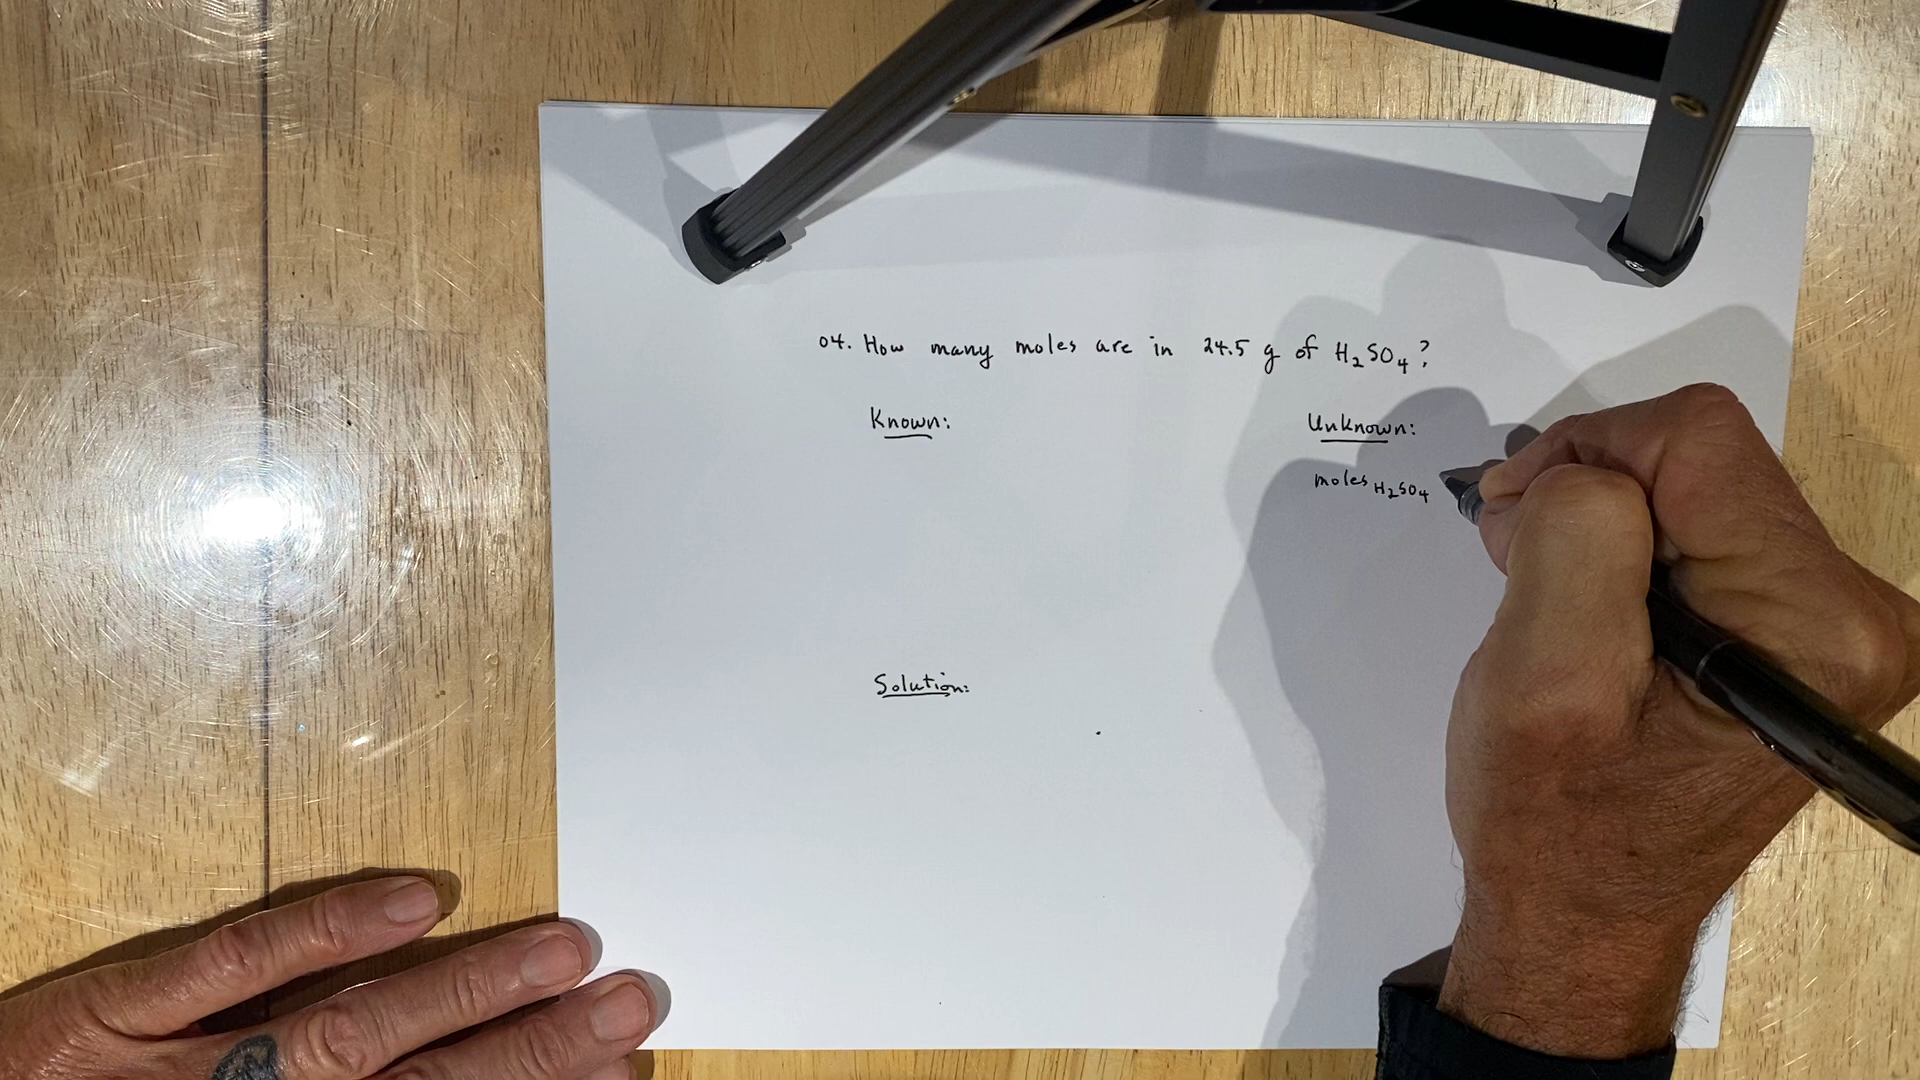 04. How many moles are in 24.5 g of H₂SO₄?
Known: Unknown:
moles H₂SO₄
Solution: